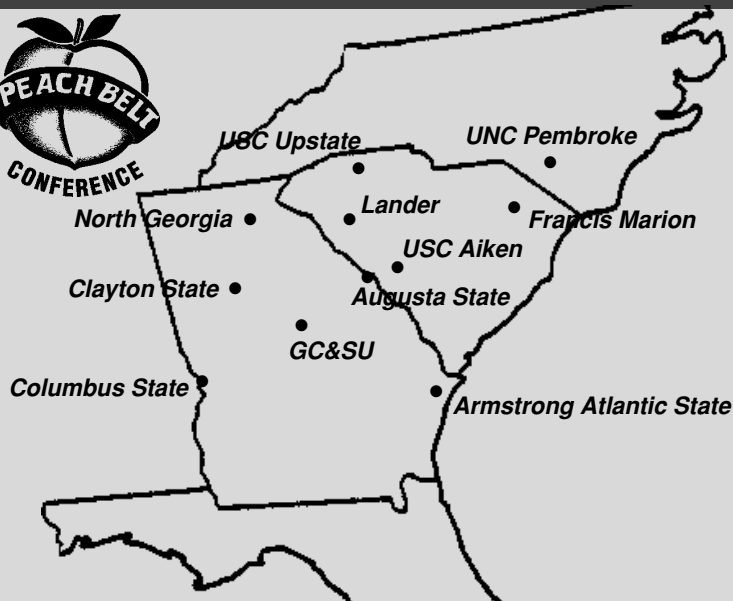 PEACH BELT
CONFERENCE
USC Upstate
UNC Pembroke
Lander
North Georgia
Francis Marion
USC Aiken
Clayton State
Augusta State
GC&SU
Columbus State
Armstrong Atlantic State